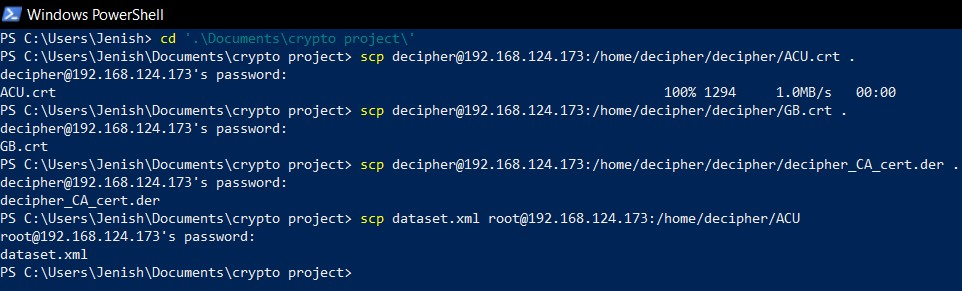 Windows PowerShell
PS C:\Users\Jenish> cd '.\Documents\crypto project\'
PS C:\Users\Jenish\Documents\crypto project> scp decipher@192.168.124.173:/home/decipher/decipher/ACU.crt .
decipher@192.168.124.173's password:
ACU.crt 100% 1294 1.0MB/s 00:00
PS C:\Users\Jenish\Documents\crypto project> scp decipher@192.168.124.173:/home/decipher/decipher/GB.crt .
decipher@192.168.124.173's password:
GB.crt
PS C:\Users\Jenish\Documents\crypto project> scp decipher@192.168.124.173:/home/decipher/decipher/decipher_CA_cert.der .
decipher@192.168.124.173's password:
decipher_CA_cert.der
PS C:\Users\Jenish\Documents\crypto project> scp dataset.xml root@192.168.124.173:/home/decipher/ACU
root@192.168.124.173's password:
dataset.xml
PS C:\Users\Jenish\Documents\crypto project>